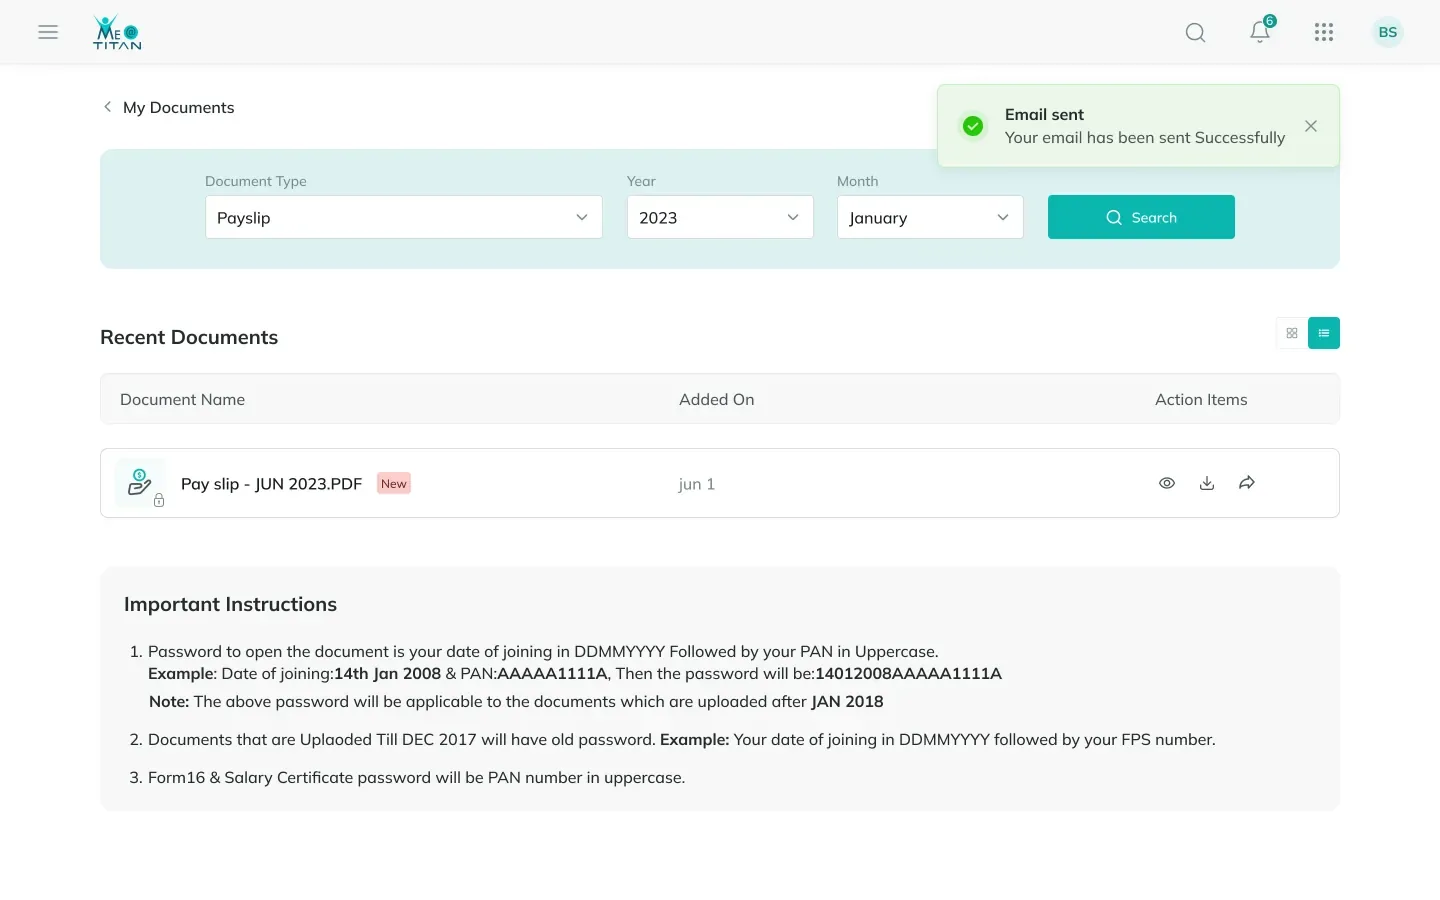 ME@
TITAN
6
BS
My Documents
Email sent
Your email has been sent Successfully
Document Type
Year
Month
Payslip
2023
January
Search
Recent Documents
Document Name
Added On
Action Items
$
Pay slip - JUN 2023.PDF
New
jun 1
Important Instructions
1. Password to open the document is your date of joining in DDMMYYYY Followed by your PAN in Uppercase.
Example: Date of joining:14th Jan 2008 & PAN:AAAAA1111A, Then the password will be:14012008AAAAA1111A
Note: The above password will be applicable to the documents which are uploaded after JAN 2018
2. Documents that are Uplaoded Till DEC 2017 will have old password. Example: Your date of joining in DDMMYYYY followed by your FPS number.
3. Form16 & Salary Certificate password will be PAN number in uppercase.